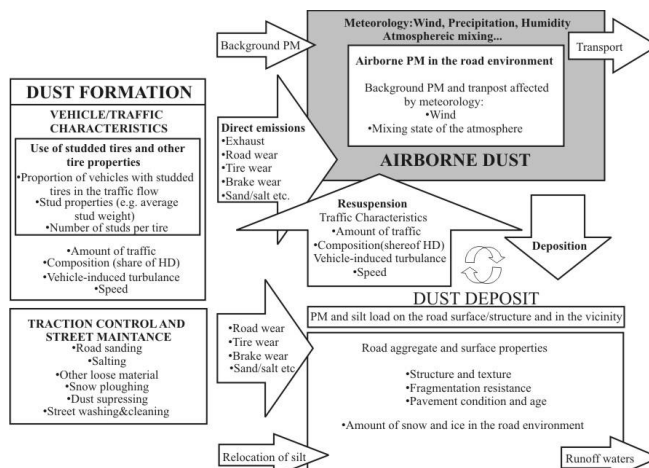 Meteorology:Wind, Precipitation, Humidity
Atmosphereic mixing...
Background PM
Transport
Airborne PM in the road environment
Background PM and tranpost affected
by meteorology:
•Wind
•Mixing state of the atmosphere
AIRBORNE DUST
DUST FORMATION
VEHICLE/TRAFFIC
CHARACTERISTICS
Use of studded tires and other
tire properties
•Proportion of vehicles with studded
tires in the traffic flow
•Stud properties (e.g. average
stud weight)
•Number of studs per tire
•Amount of traffic
•Composition (share of HD)
•Vehicle-induced turbulance
•Speed
Direct emissions
•Exhaust
•Road wear
•Tire wear
•Brake wear
•Sand/salt etc.
Resuspension
Traffic Characteristics
•Amount of traffic
•Composition(shereof HD)
Vehicle-induced turbulance
•Speed
Deposition
DUST DEPOSIT
PM and silt load on the road surface/structure and in the vicinity
TRACTION CONTROL AND
STREET MAINTANCE
•Road sanding
•Salting
•Other loose material
•Snow ploughing
•Dust supressing
•Street washing&cleaning
•Road wear
•Tire wear
•Brake wear
•Sand/salt etc.
Road aggregate and surface properties
•Structure and texture
•Fragmentation resistance
•Pavement condition and age
•Amount of snow and ice in the road environment
Relocation of silt
Runoff waters